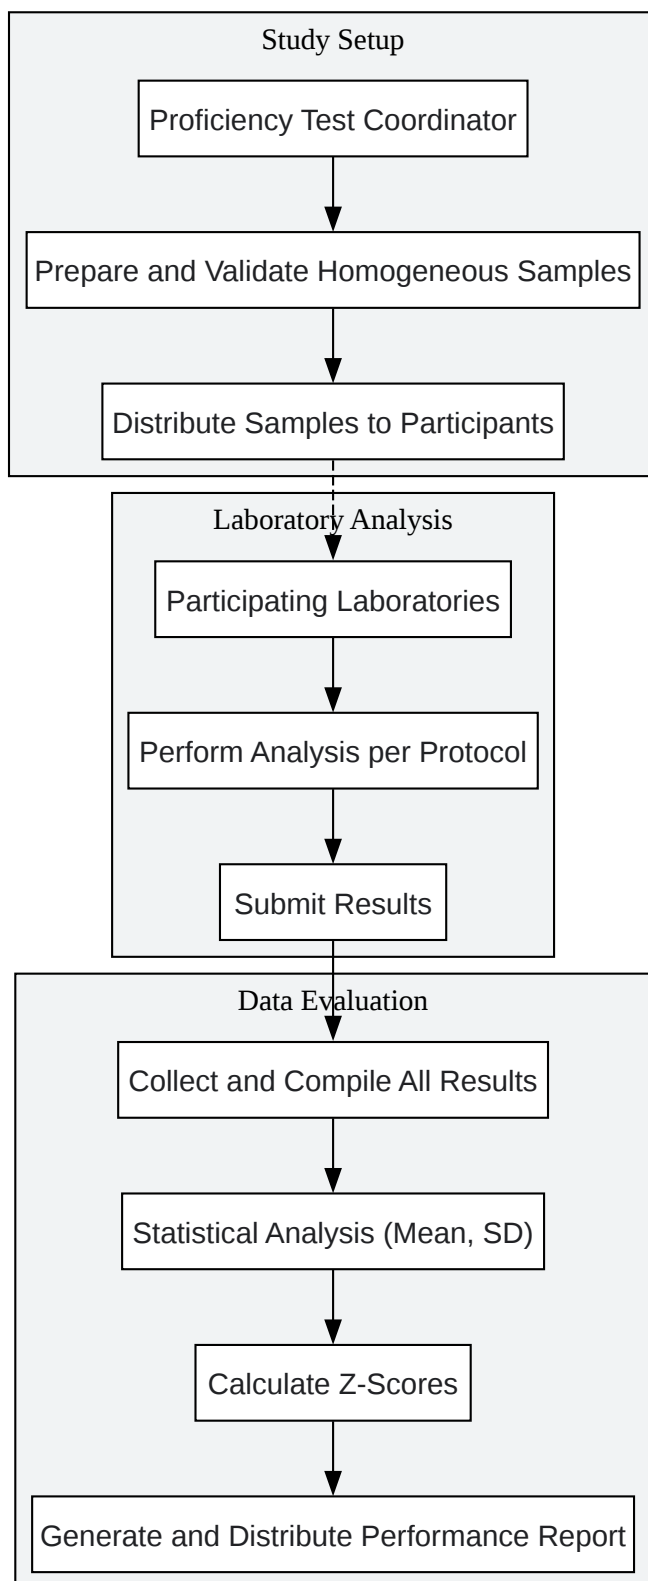 Study Setup
Proficiency Test Coordinator
Prepare and Validate Homogeneous Samples
Distribute Samples to Participants
Laboratory Analysis
Participating Laboratories
Perform Analysis per Protocol
Submit Results
Data Evaluation
Collect and Compile All Results
Statistical Analysis (Mean, SD)
Calculate Z-Scores
Generate and Distribute Performance Report